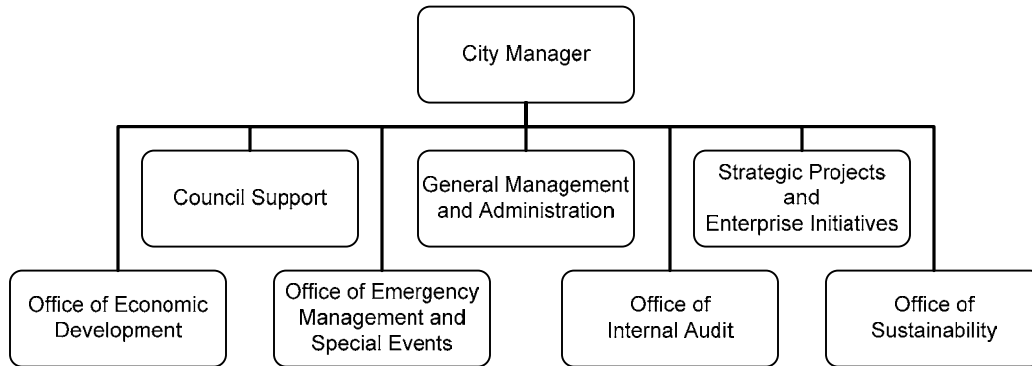 City Manager
Council Support
General Management
and Administration
Strategic Projects
and
Enterprise Initiatives
Office of Economic
Development
Office of Emergency
Management and
Special Events
Office of
Internal Audit
Office of
Sustainability